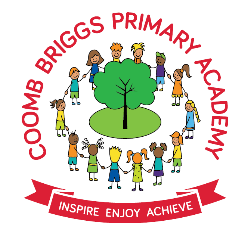 COOMB BRIGGS PRIMARY ACADEMY
INSPIRE ENJOY ACHIEVE